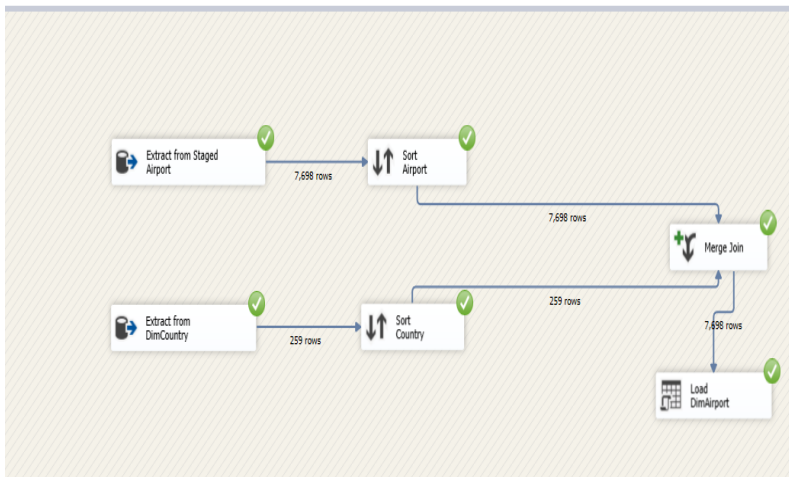 Extract from Staged
Airport
7,698 rows
Sort
Airport
7,698 rows
Merge Join
Extract from
DimCountry
259 rows
Sort
Country
259 rows
7,698 rows
Load
DimAirport